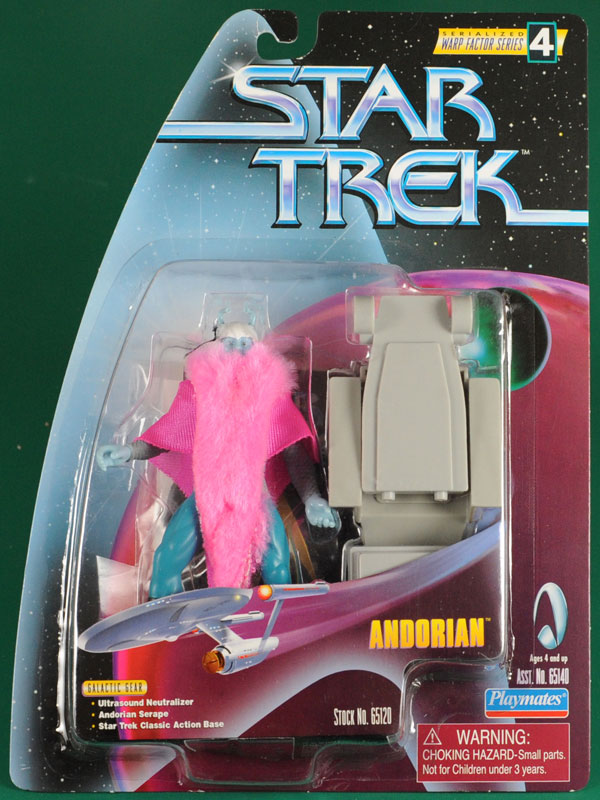 SERIALIZED
WARP FACTOR SERIES 4
STAR
TREK™
ANDORIAN™
Ages 4 and up
ASST. NO. 65140
GALACTIC GEAR
• Ultrasound Neutralizer
• Andorian Serape
• Star Trek Classic Action Base
STOCK NO. 65120
Playmates®
WARNING:
CHOKING HAZARD-Small parts.
Not for Children under 3 years.